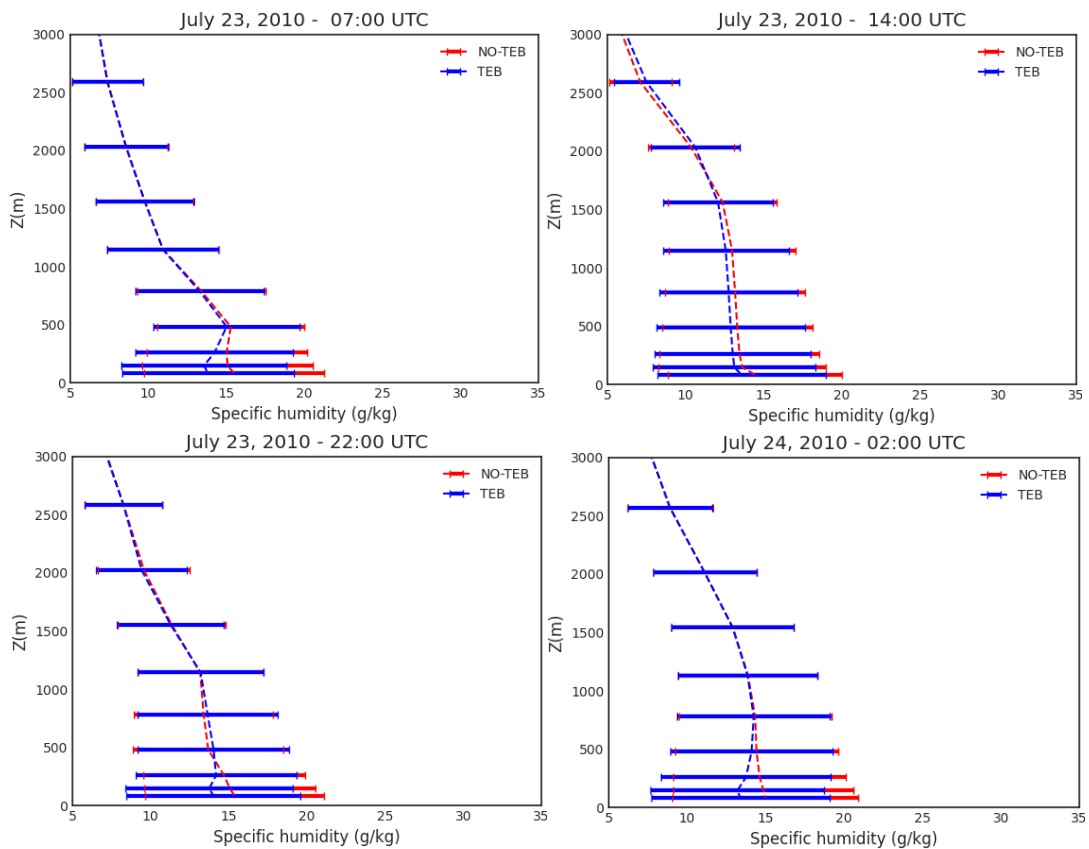 July 23, 2010 - 07:00 UTC
3000
2500
2000
1500
1000
500
0
Z(m)
NO-TEB
TEB
5 10 15 20 25 30 35
Specific humidity (g/kg)
July 23, 2010 -  14:00 UTC
3000
2500
2000
1500
1000
500
0
Z(m)
NO-TEB
TEB
5 10 15 20 25 30 35
Specific humidity (g/kg)
July 23, 2010 - 22:00 UTC
3000
2500
2000
1500
1000
500
0
Z(m)
NO-TEB
TEB
5 10 15 20 25 30 35
Specific humidity (g/kg)
July 24, 2010 - 02:00 UTC
3000
2500
2000
1500
1000
500
0
Z(m)
NO-TEB
TEB
5 10 15 20 25 30 35
Specific humidity (g/kg)